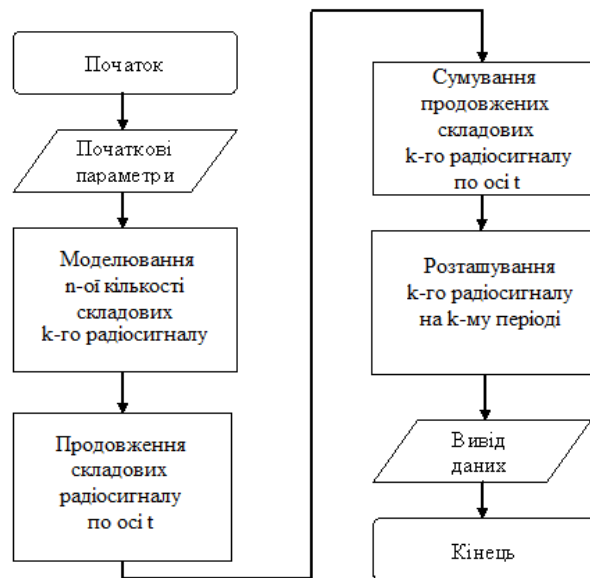 Початок
Початкові
параметри
Моделювання
n-ої кількості
складових
k-го радіосигналу
Продовження
складових
радіосигналу
по осі t
Сумування
продовжених
складових
k-го радіосигналу
по осі t
Розташування
k-го радіосигналу
на k-му періоді
Вивід
даних
Кінець